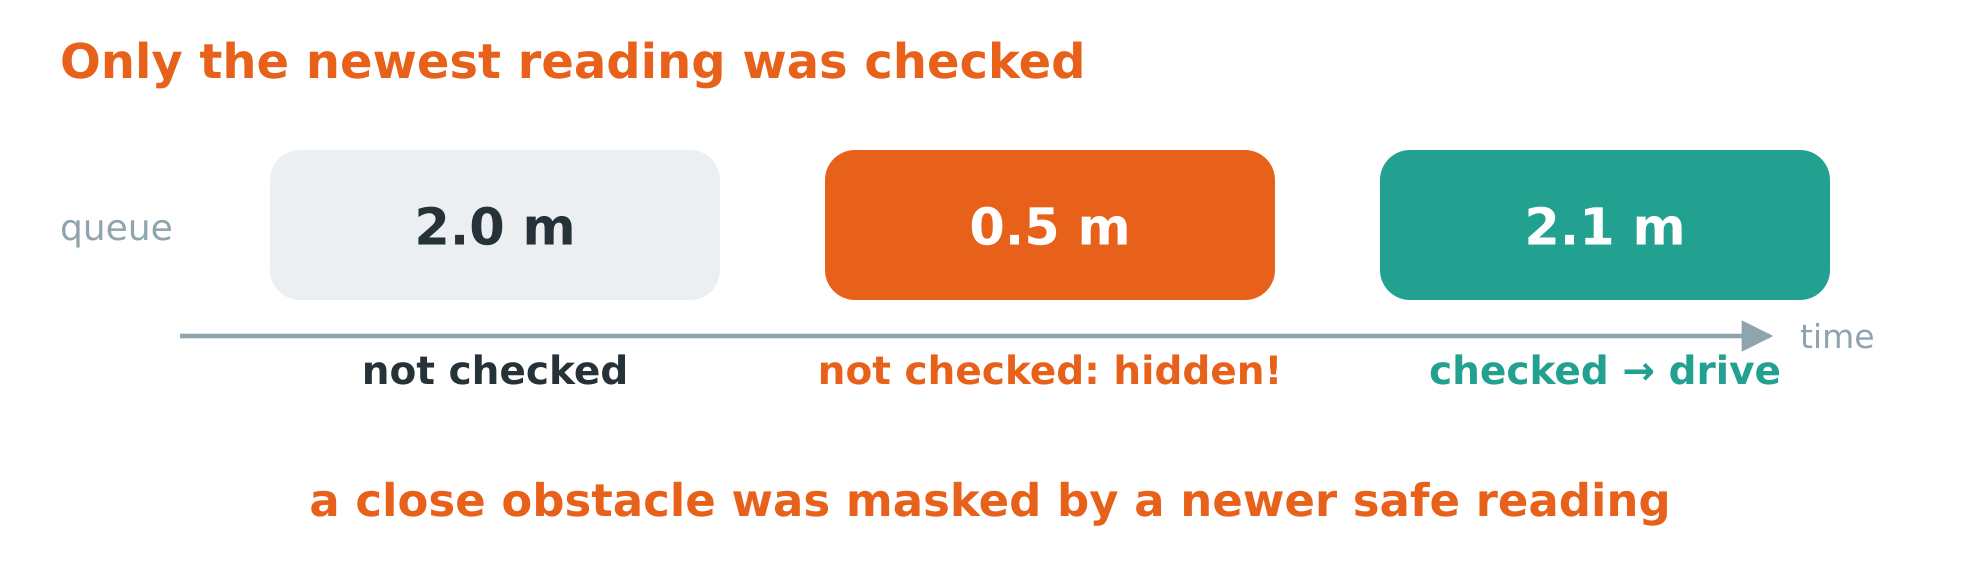 Only the newest reading was checked
queue
2.0 m
0.5 m
2.1 m
time
not checked
not checked: hidden!
checked → drive
a close obstacle was masked by a newer safe reading